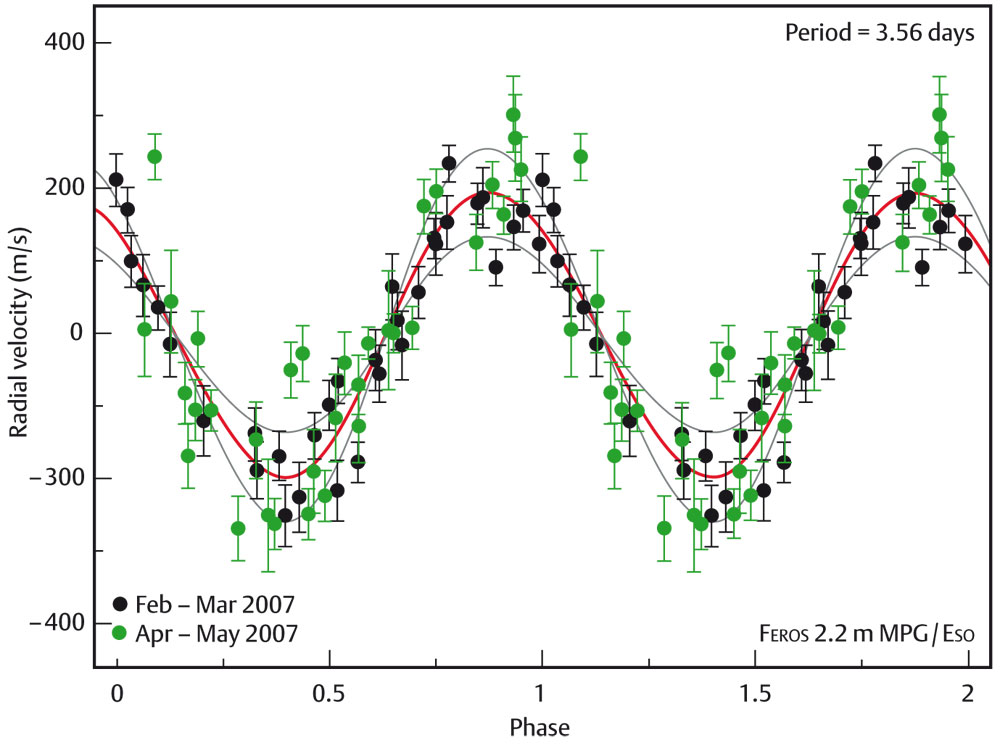 400
Period = 3.56 days
200
0
−300
−400
Radial velocity (m/s)
Feb – Mar 2007
Apr – May 2007
FEROS 2.2 m MPG/ESO
0
0.5
1
1.5
2
Phase